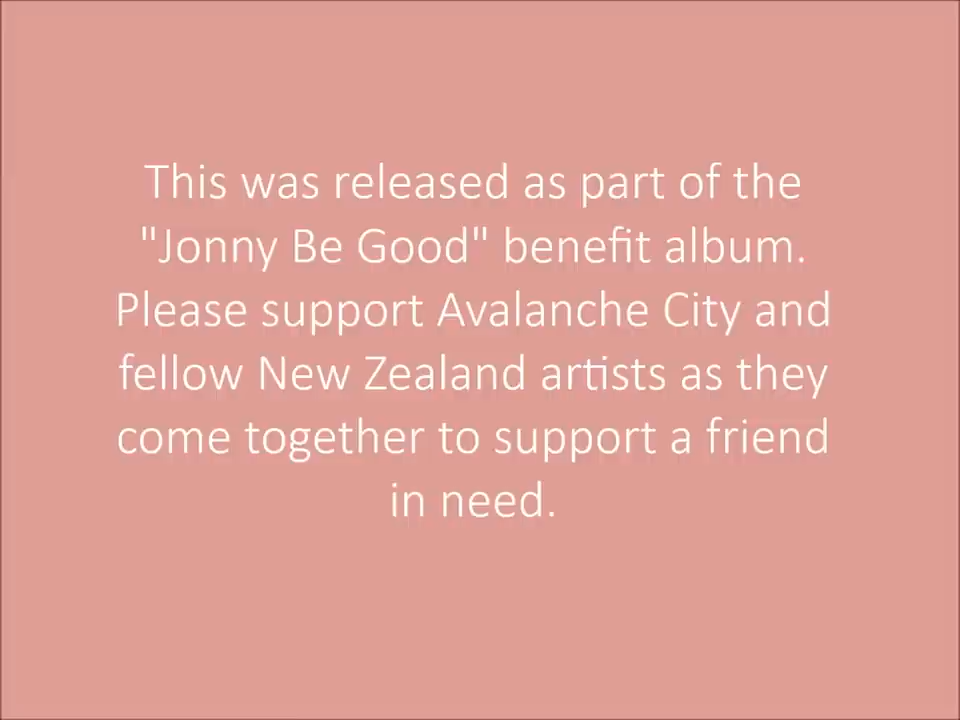 This was released as part of the
"Jonny Be Good" benefit album.
Please support Avalanche City and
fellow New Zealand artists as they
come together to support a friend
in need.